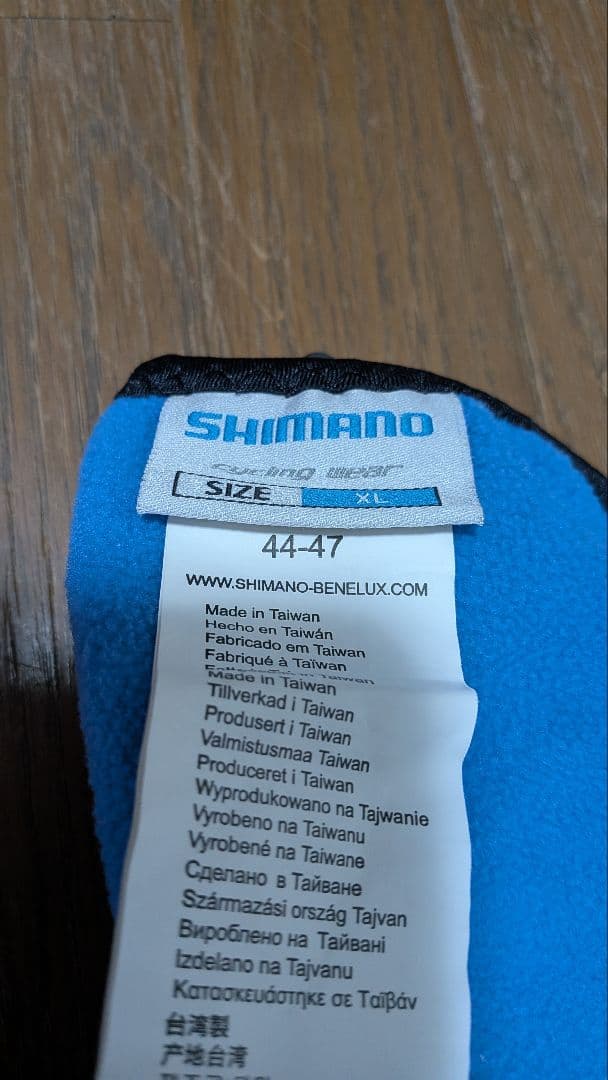 SHIMANO
cycling wear
SIZE XL
44-47
WWW.SHIMANO-BENELUX.COM
Made in Taiwan
Hecho en Taiwán
Fabricado em Taiwan
Fabriqué à Taïwan
Made in Taiwan
Tillverkad i Taiwan
Produsert i Taiwan
Valmistusmaa Taiwan
Produceret i Taiwan
Wyprodukowano na Tajwanie
Vyrobeno na Taiwanu
Vyrobené na Taiwane
Сделано в Тайване
Származási ország Tajvan
Вироблено на Тайвані
Izdelano na Tajvanu
Κατασκευάστηκε σε Ταϊβάν
台湾製
产地台湾